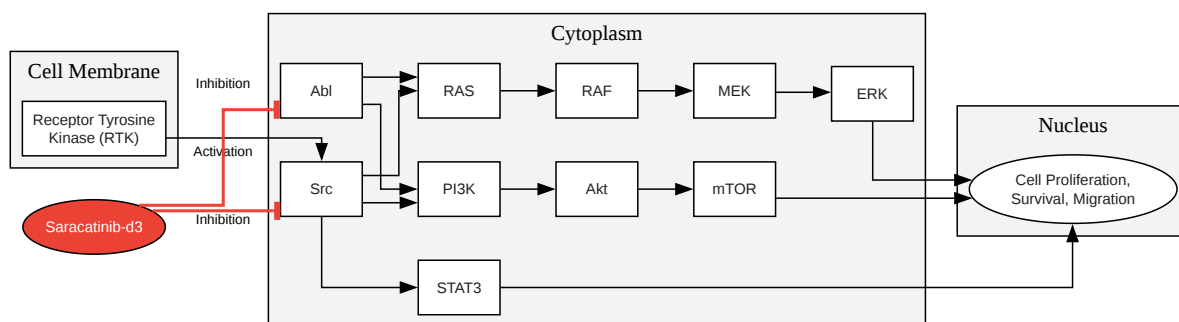 Cytoplasm
Cell Membrane
Receptor Tyrosine
Kinase (RTK)
Inhibition
Activation
Inhibition
Saracatinib-d3
Abl
RAS
RAF
MEK
ERK
Src
PI3K
Akt
mTOR
STAT3
Nucleus
Cell Proliferation,
Survival, Migration